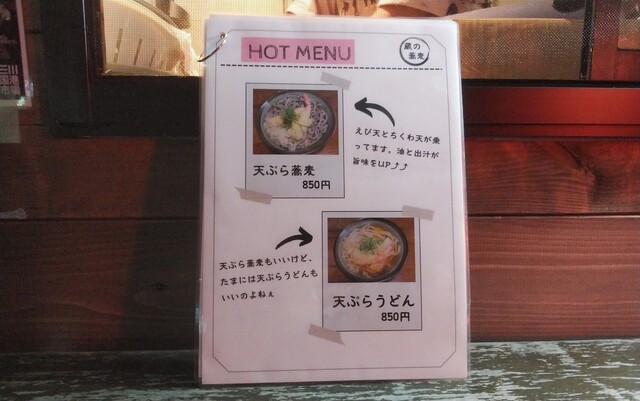 HOT MENU
蔵の
蕎麦
えび天とちくわ天が乗
ってます。油と出汁が
旨味をUP⤴⤴
天ぷら蕎麦
850円
天ぷら蕎麦もいいけど、
たまには天ぷらうどんも
いいのよねぇ
天ぷらうどん
850円